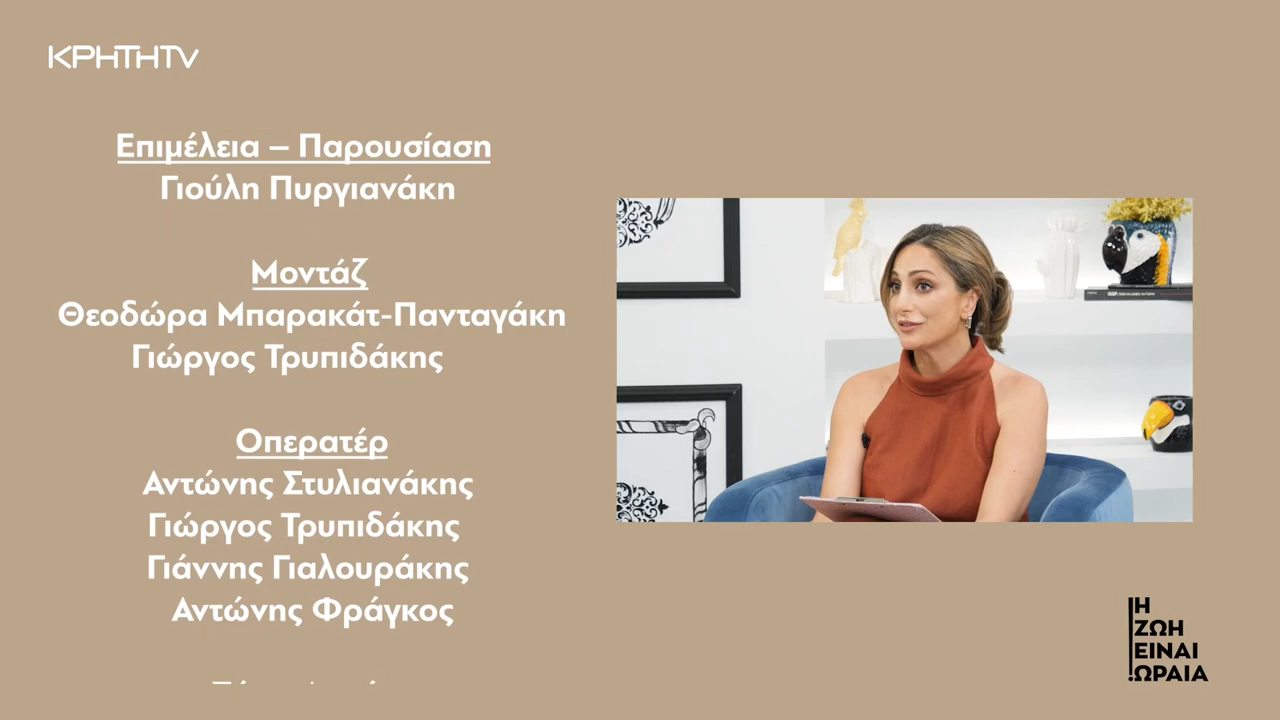 ΚΡΗΤΗTV
Επιμέλεια – Παρουσίαση
Γιούλη Πυργιανάκη
Μοντάζ
Θεοδώρα Μπαρακάτ-Πανταγάκη
Γιώργος Τρυπιδάκης
Οπερατέρ
Αντώνης Στυλιανάκης
Γιώργος Τρυπιδάκης
Γιάννης Γιαλουράκης
Αντώνης Φράγκος
Η
ΖΩΗ
ΕΙΝΑΙ
ΩΡΑΙΑ